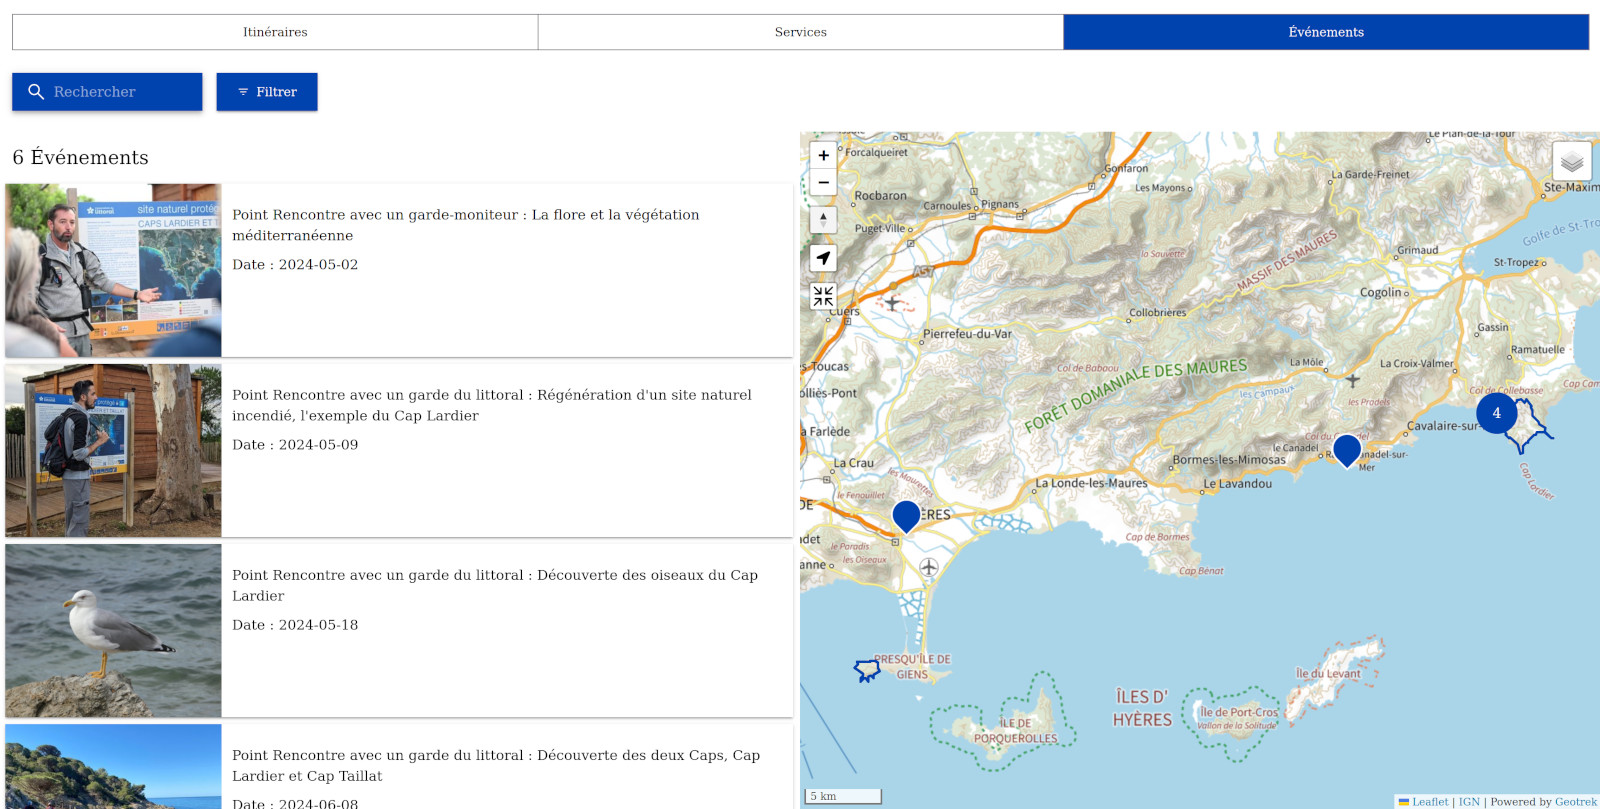 Itinéraires
Services
Événements
Rechercher
Filtrer
6 Événements
site naturel protég
CAPS LARDIER ET T
Point Rencontre avec un garde-moniteur : La flore et la végétation
méditerranéenne
Date : 2024-05-02
Point Rencontre avec un garde du littoral : Régénération d'un site naturel
incendié, l'exemple du Cap Lardier
Date : 2024-05-09
Point Rencontre avec un garde du littoral : Découverte des oiseaux du Cap
Lardier
Date : 2024-05-18
Point Rencontre avec un garde du littoral : Découverte des deux Caps, Cap
Lardier et Cap Taillat
Date : 2024-06-08
+
−
Le Plan-de-la-Tour
Forcalqueiret
Gonfaron
La Garde-Freinet
Les Mayons
Ste-Maxim
Rocbaron
Carnoules
Pignans
Puget-Ville
Golfe de St-Tro
Grimaud
la Sauvette
MASSIF DES MAURES
St-Tropez
A57
Cogolin
Cuers
Collobrières
Gassin
Pierrefeu-du-Var
Ramatuelle
La Môle
La Croix-Valmer
s-Toucas
Col de Babaou
FORÊT DOMANIALE DES MAURES
olliès-Pont
les Campaux
Col de Collebasse
Cap Cam
les Pradels
4
a Farlède
Cavalaire-sur-
le Canadel
nadel-sur-
Mer
La Crau
Bormes-les-Mimosas
les Maurettes
La Londe-les-Maures
Le Lavandou
Cap Lardier
le Fenouillet
DE
ÈRES
adet
le Paradis
les Oiseaux
anne
Cap de Bormes
Cap Bénat
PRESQU'ÎLE DE
GIENS
Île du Levant
ÎLES D'
HYÈRES
Île de Port-Cros
Vallon de la Solitude
ÎLE DE
PORQUEROLLES
5 km
Leaflet | IGN | Powered by Geotrek